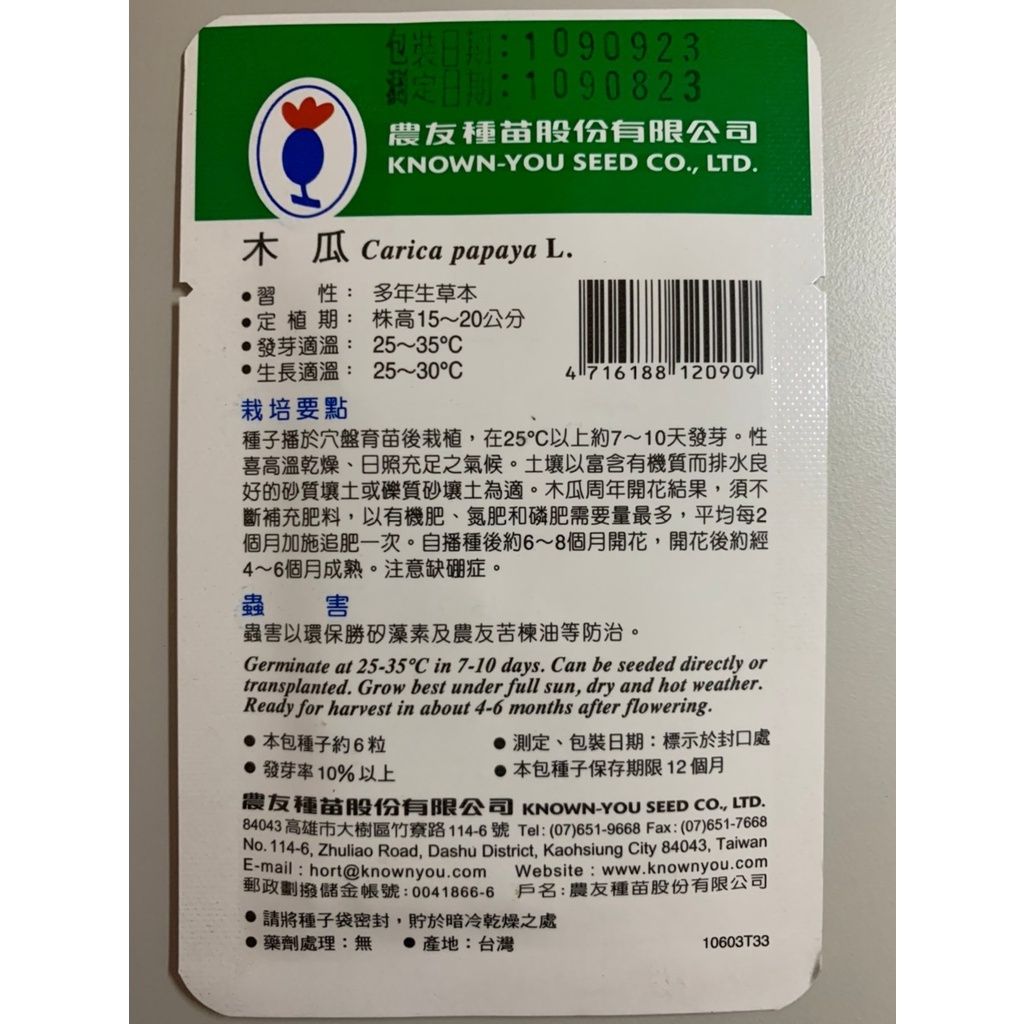 包裝日期:1090923
測定日期:1090823
農友種苗股份有限公司
KNOWN-YOU SEED CO., LTD.
木瓜 Carica papaya L.
●習性： 多年生草本
●定植期： 株高15～20公分
●發芽適溫： 25～35℃
●生長適溫： 25～30℃
4 716188 120909
栽培要點
種子播於穴盤育苗後栽植，在25℃以上約7～10天發芽。性
喜高溫乾燥、日照充足之氣候。土壤以富含有機質而排水良
好的砂質壤土或礫質砂壤土為適。木瓜周年開花結果，須不
斷補充肥料，以有機肥、氮肥和磷肥需要量最多，平均每2
個月加施追肥一次。自播種後約6～8個月開花，開花後約經
4～6個月成熟。注意缺硼症。
蟲害
蟲害以環保勝矽藻素及農友苦楝油等防治。
Germinate at 25-35℃ in 7-10 days. Can be seeded directly or
transplanted. Grow best under full sun, dry and hot weather.
Ready for harvest in about 4-6 months after flowering.
●本包種子約6粒 ●測定、包裝日期：標示於封口處
●發芽率10%以上 ●本包種子保存期限12個月
農友種苗股份有限公司 KNOWN-YOU SEED CO., LTD.
84043高雄市大樹區竹寮路114-6號 Tel:(07)651-9668 Fax:(07)651-7668
No. 114-6, Zhuliao Road, Dashu District, Kaohsiung City 84043, Taiwan
E-mail : hort@knownyou.com Website : www.knownyou.com
郵政劃撥儲金帳號:0041866-6 戶名:農友種苗股份有限公司
●請將種子袋密封，貯於暗冷乾燥之處
●藥劑處理：無 ●產地：台灣 10603T33